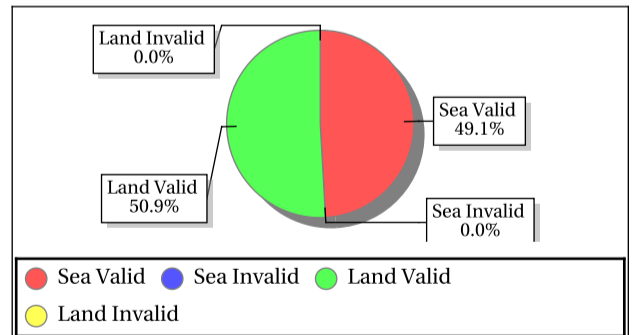 Land Invalid
0.0%
Sea Valid
49.1%
Land Valid
50.9%
Sea Invalid
0.0%
Sea Valid Sea Invalid Land Valid
Land Invalid